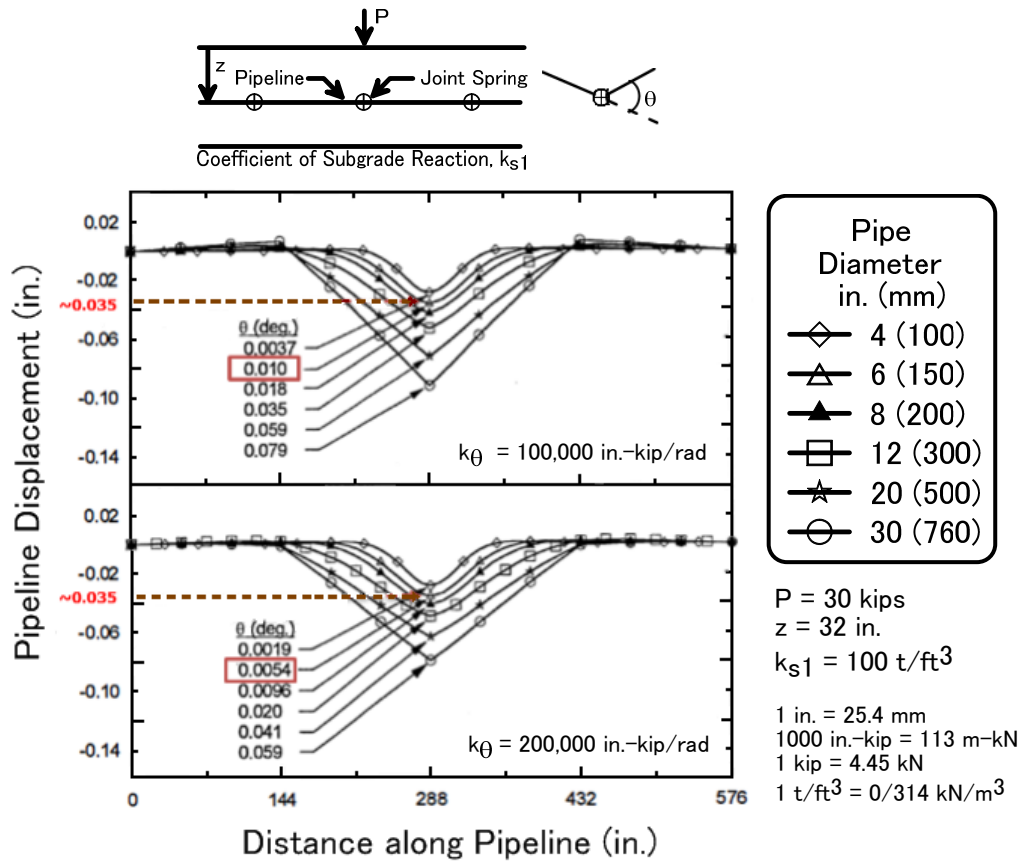 P
z
Pipeline
Joint Spring
θ
Coefficient of Subgrade Reaction, ks1
Pipeline Displacement (in.)
0.02
-0.02
~0.035
-0.06
-0.10
-0.14
θ (deg.)
0.0037
0.010
0.018
0.035
0.059
0.079
kθ = 100,000 in.-kip/rad
0.02
-0.02
~0.035
-0.06
-0.10
-0.14
θ (deg.)
0.0019
0.0054
0.0096
0.020
0.041
0.059
kθ = 200,000 in.-kip/rad
0
144
288
432
576
Distance along Pipeline (in.)
Pipe
Diameter
in. (mm)
4 (100)
6 (150)
8 (200)
12 (300)
20 (500)
30 (760)
P = 30 kips
z = 32 in.
ks1 = 100 t/ft3
1 in. = 25.4 mm
1000 in.-kip = 113 m-kN
1 kip = 4.45 kN
1 t/ft3 = 0/314 kN/m3